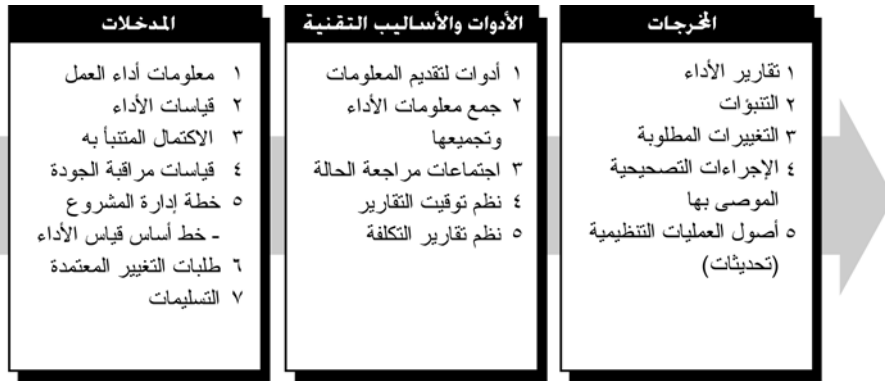 المدخلات
١ معلومات أداء العمل
٢ قياسات الأداء
٣ الاكتمال المتنبأ به
٤ قياسات مراقبة الجودة
٥ خطة إدارة المشروع
- خط أساس قياس الأداء
٦ طلبات التغيير المعتمدة
٧ التسليمات
الأدوات والأساليب التقنية
١ أدوات لتقديم المعلومات
٢ جمع معلومات الأداء
وتجميعها
٣ اجتماعات مراجعة الحالة
٤ نظم توقيت التقارير
٥ نظم تقارير التكلفة
المخرجات
١ تقارير الأداء
٢ التنبؤات
٣ التغييرات المطلوبة
٤ الإجراءات التصحيحية
الموصى بها
٥ أصول العمليات التنظيمية
(تحديثات)